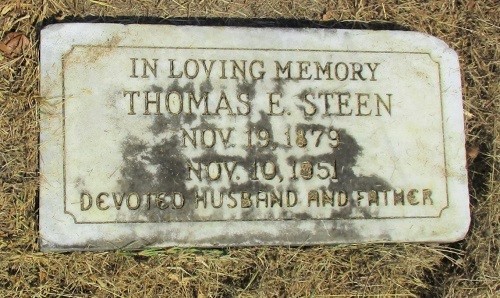 IN LOVING MEMORY
THOMAS E. STEEN
NOV. 19, 1879
NOV. 10, 1951
DEVOTED HUSBAND AND FATHER